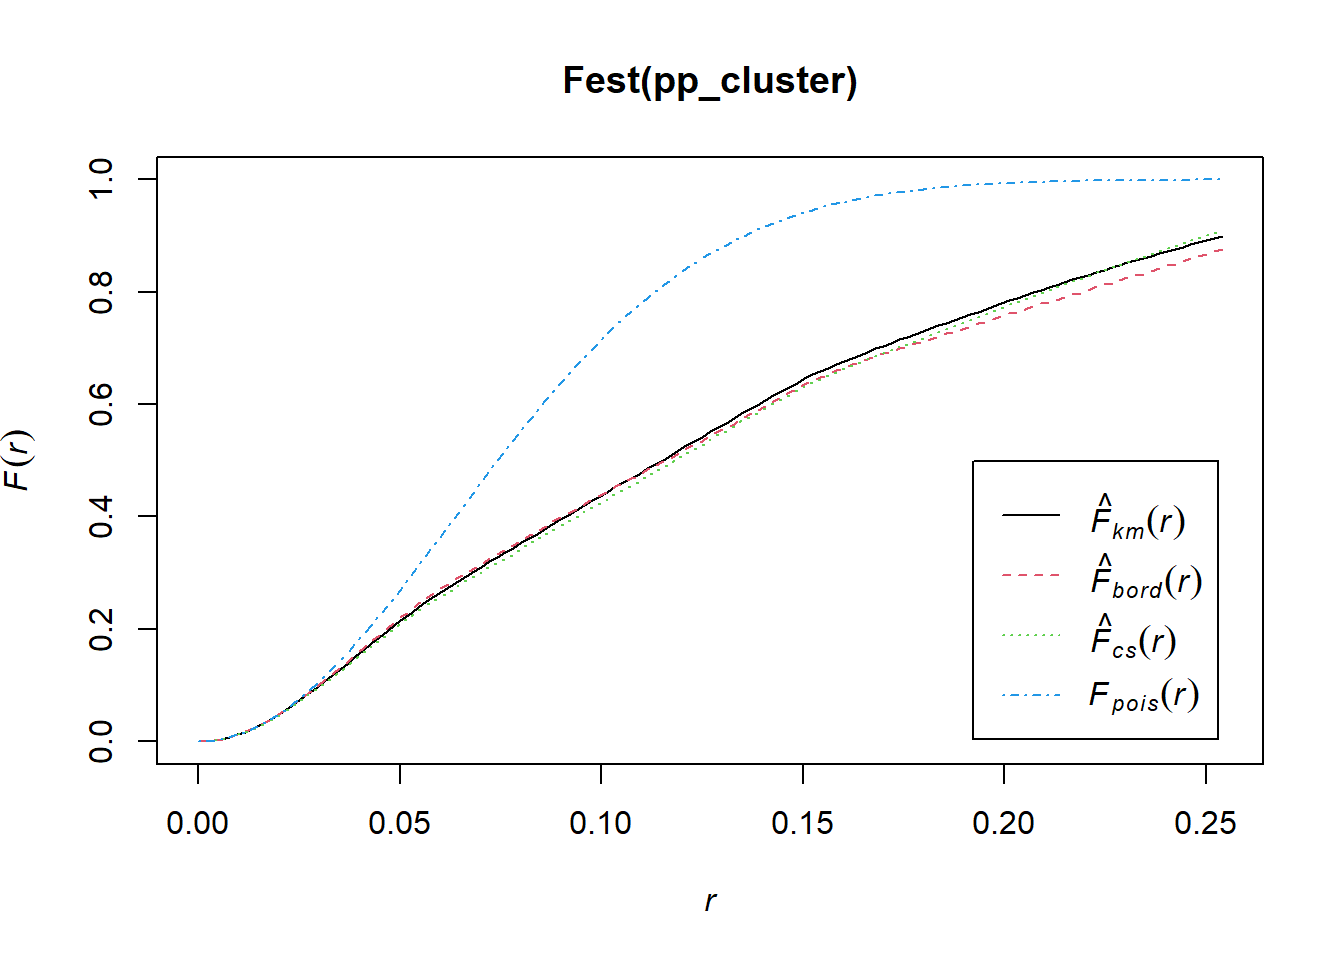 Fest(pp_cluster)
F(r)
1.0
0.8
0.6
0.4
0.2
0.0
0.00 0.05 0.10 0.15 0.20 0.25
r
F̂km(r)
F̂bord(r)
F̂cs(r)
Fpois(r)